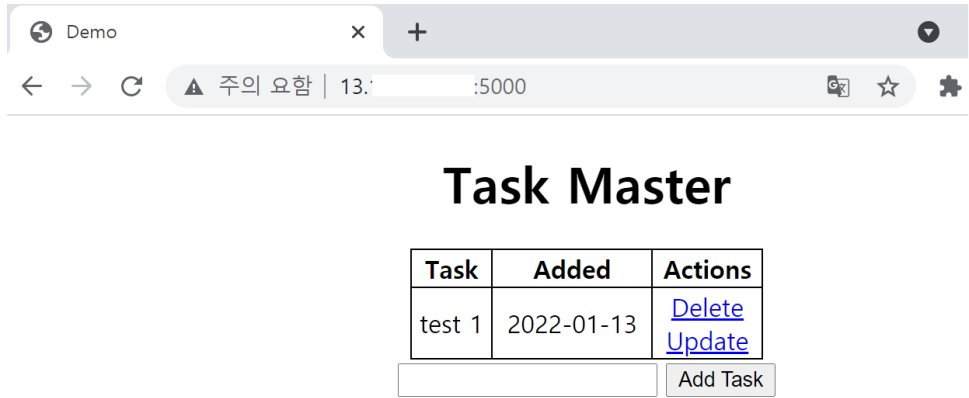 Demo
주의 요함 | 13. :5000
Task Master
Task Added Actions
test 1 2022-01-13 Delete
Update
Add Task